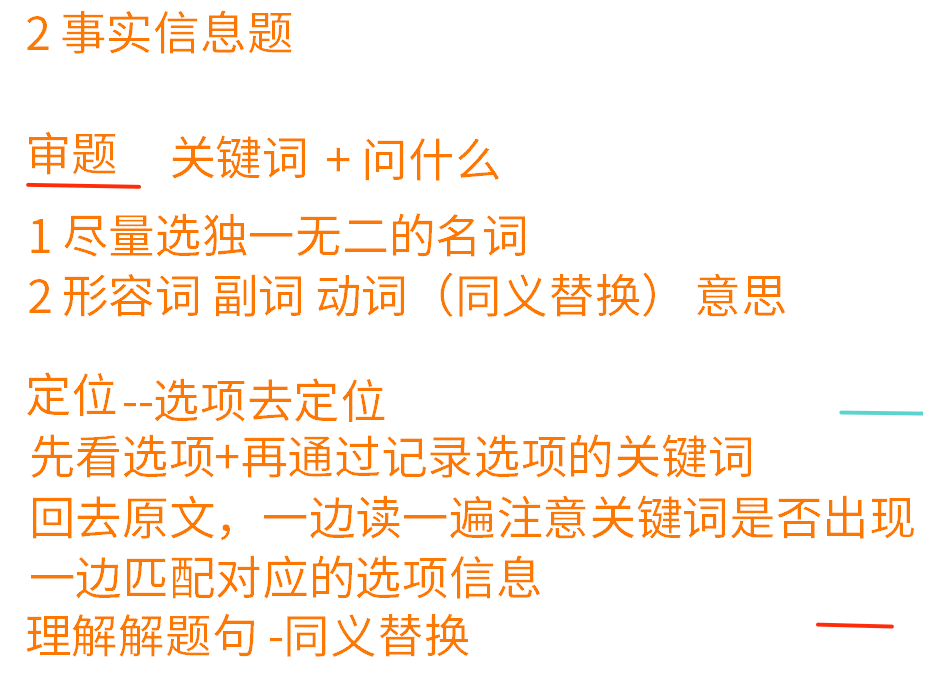 2 事实信息题
审题 关键词 + 问什么
1 尽量选独一无二的名词
2 形容词 副词 动词（同义替换） 意思
定位 --选项去定位
先看选项+再通过记录选项的关键词
回去原文，一边读一遍注意关键词是否出现
一边匹配对应的选项信息
理解解题句 -同义替换